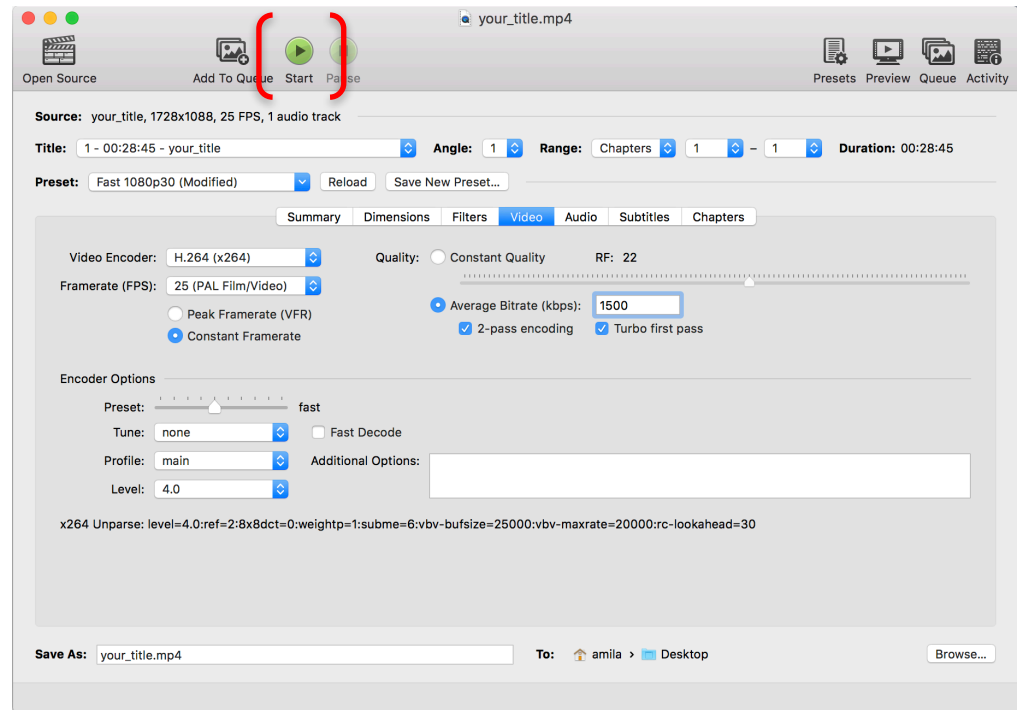 your_title.mp4
Open Source Add To Queue Start Pause Presets Preview Queue Activity
Source: your_title, 1728x1088, 25 FPS, 1 audio track
Title: 1 - 00:28:45 - your_title Angle: 1 Range: Chapters 1 – 1 Duration: 00:28:45
Preset: Fast 1080p30 (Modified) Reload Save New Preset...
Summary Dimensions Filters Video Audio Subtitles Chapters
Video Encoder: H.264 (x264) Quality: Constant Quality RF: 22
Framerate (FPS): 25 (PAL Film/Video)
Average Bitrate (kbps): 1500
Peak Framerate (VFR)
2-pass encoding Turbo first pass
Constant Framerate
Encoder Options
Preset: fast
Tune: none Fast Decode
Profile: main Additional Options:
Level: 4.0
x264 Unparse: level=4.0:ref=2:8x8dct=0:weightp=1:subme=6:vbv-bufsize=25000:vbv-maxrate=20000:rc-lookahead=30
Save As: your_title.mp4 To: amila › Desktop Browse...